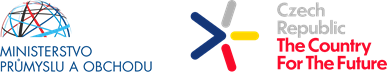 MINISTERSTVO
PRŮMYSLU A OBCHODU
Czech
Republic
The Country
For The Future